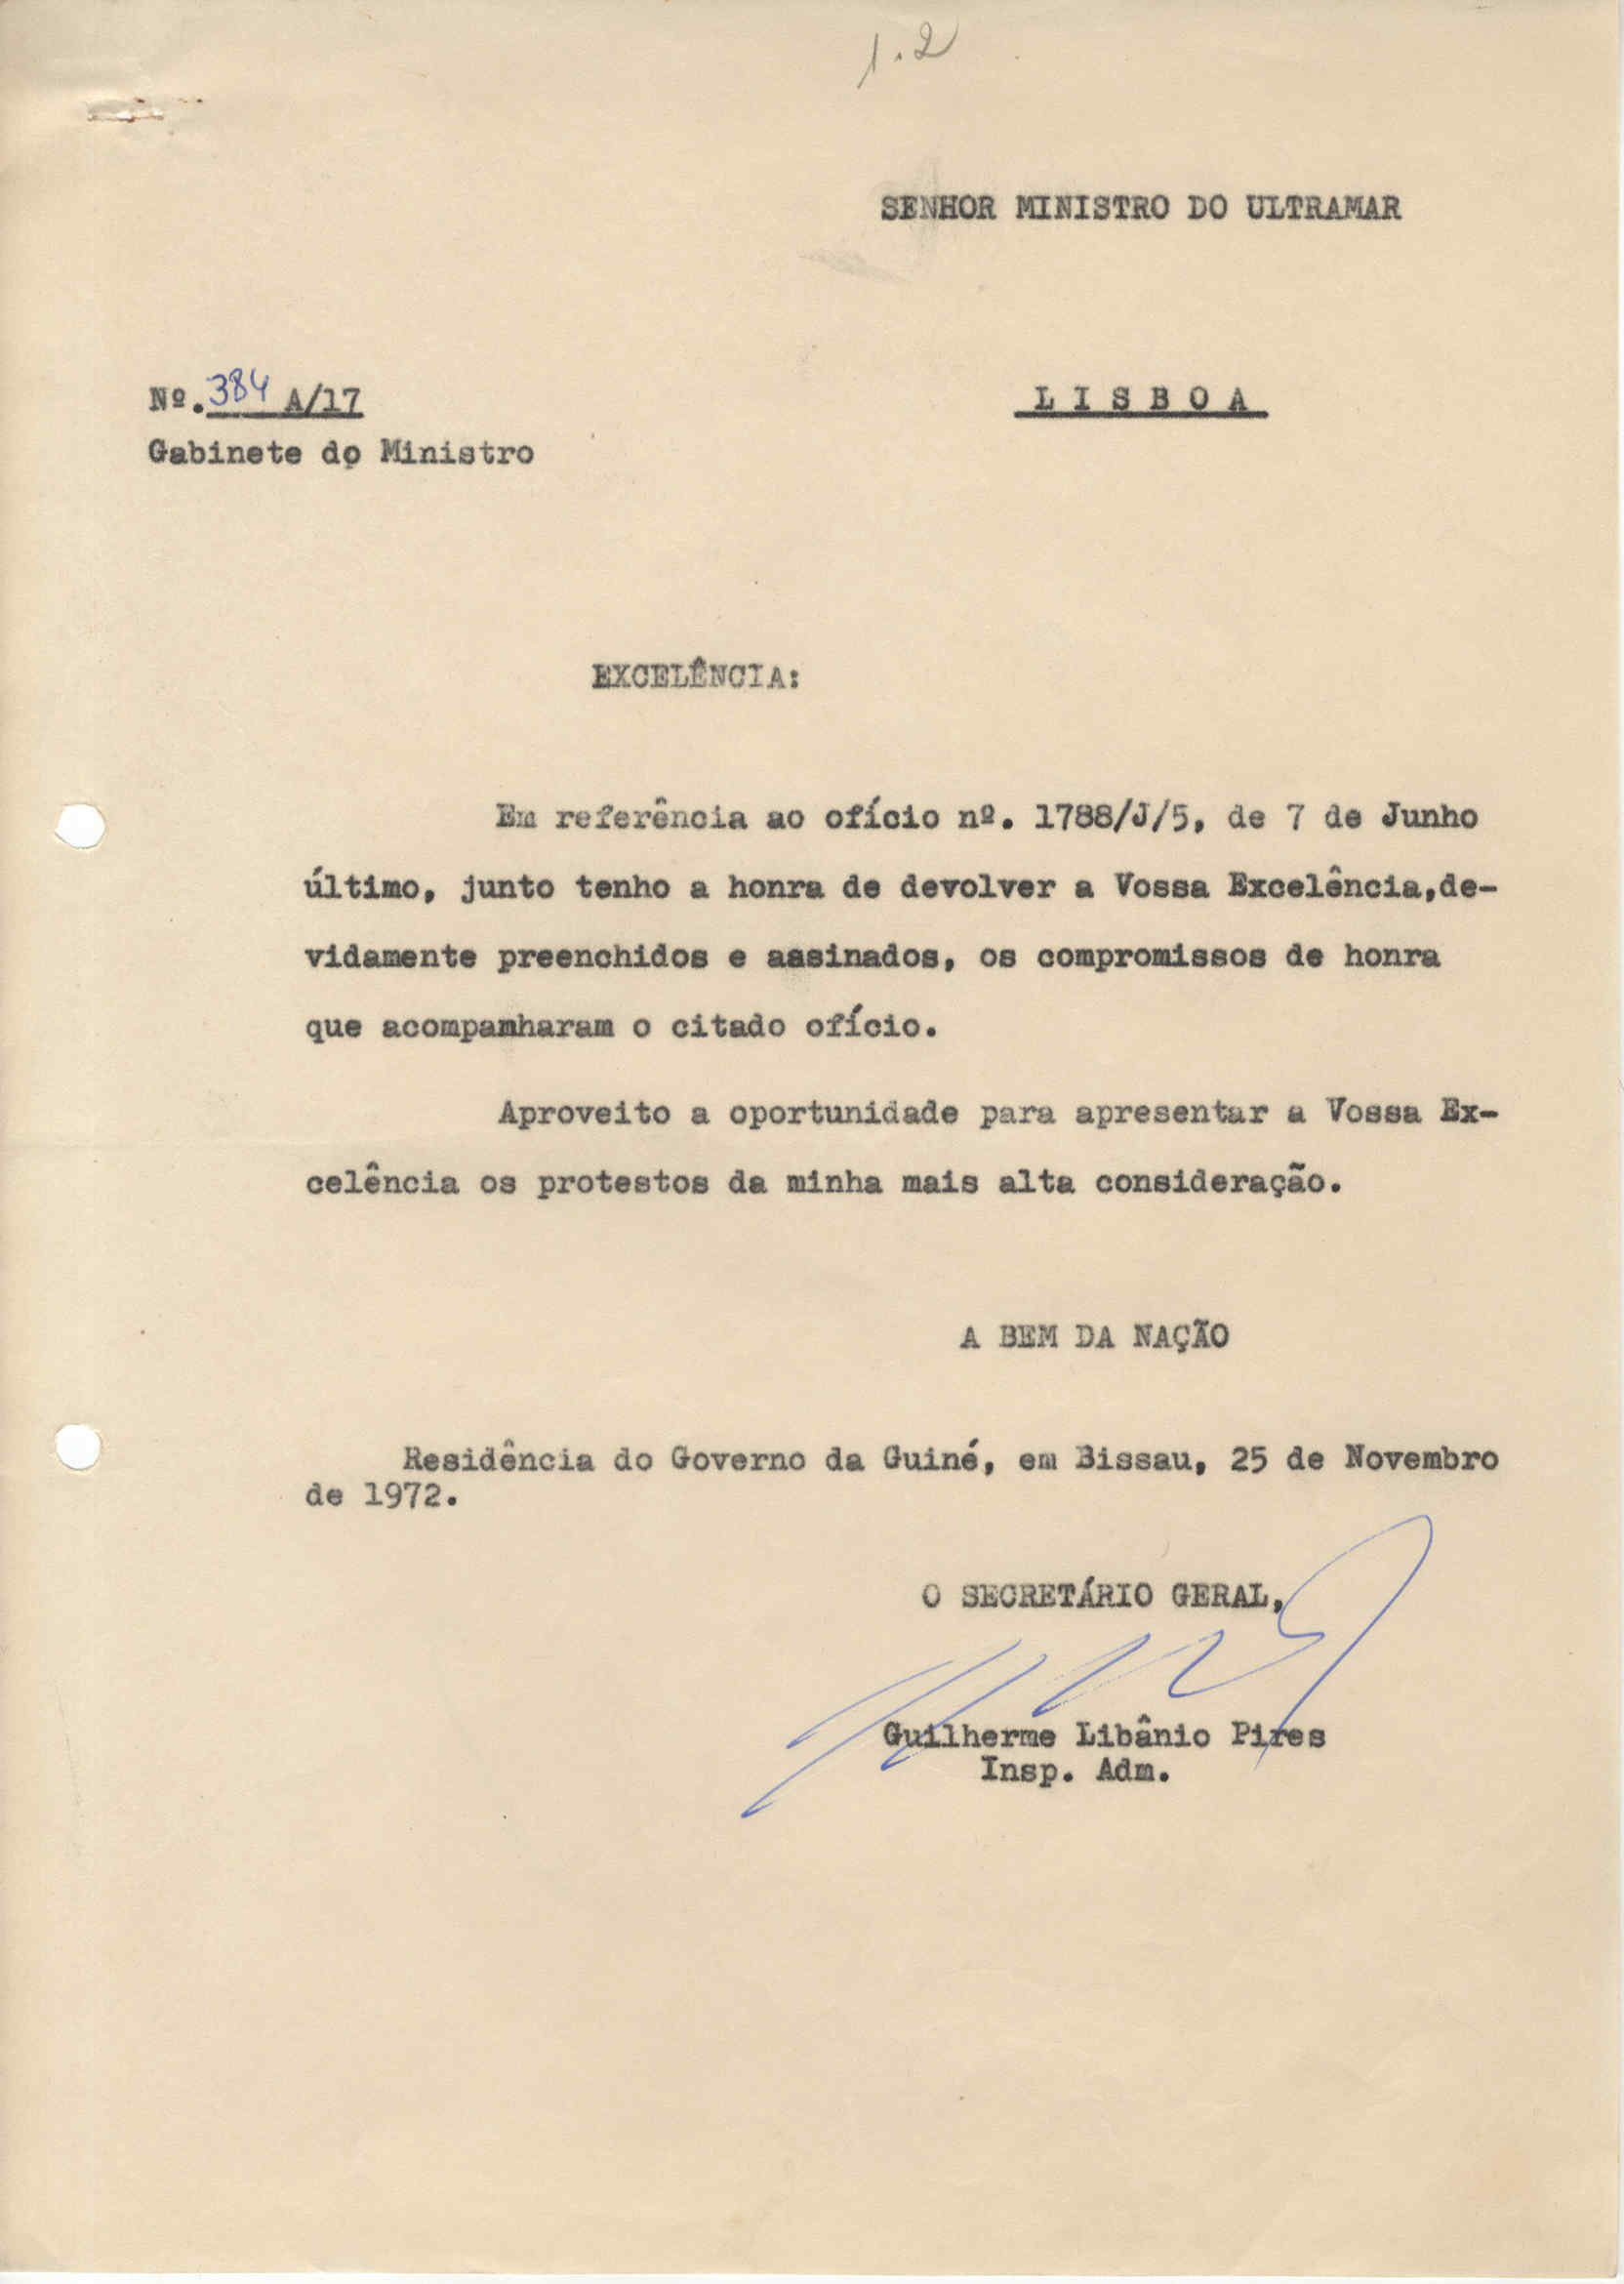 1.2
SENHOR MINISTRO DO ULTRAMAR
Nº. 384 A/17
LISBOA
Gabinete do Ministro
EXCELÊNCIA:
Em referência ao ofício nº. 1788/J/5, de 7 de Junho
último, junto tenho a honra de devolver a Vossa Excelência,de-
vidamente preenchidos e assinados, os compromissos de honra
que acompanharam o citado ofício.
Aproveito a oportunidade para apresentar a Vossa Ex-
celência os protestos da minha mais alta consideração.
A BEM DA NAÇÃO
Residência do Governo da Guiné, em Bissau, 25 de Novembro
de 1972.
O SECRETÁRIO GERAL,
Guilherme Libânio Pires
Insp. Adm.